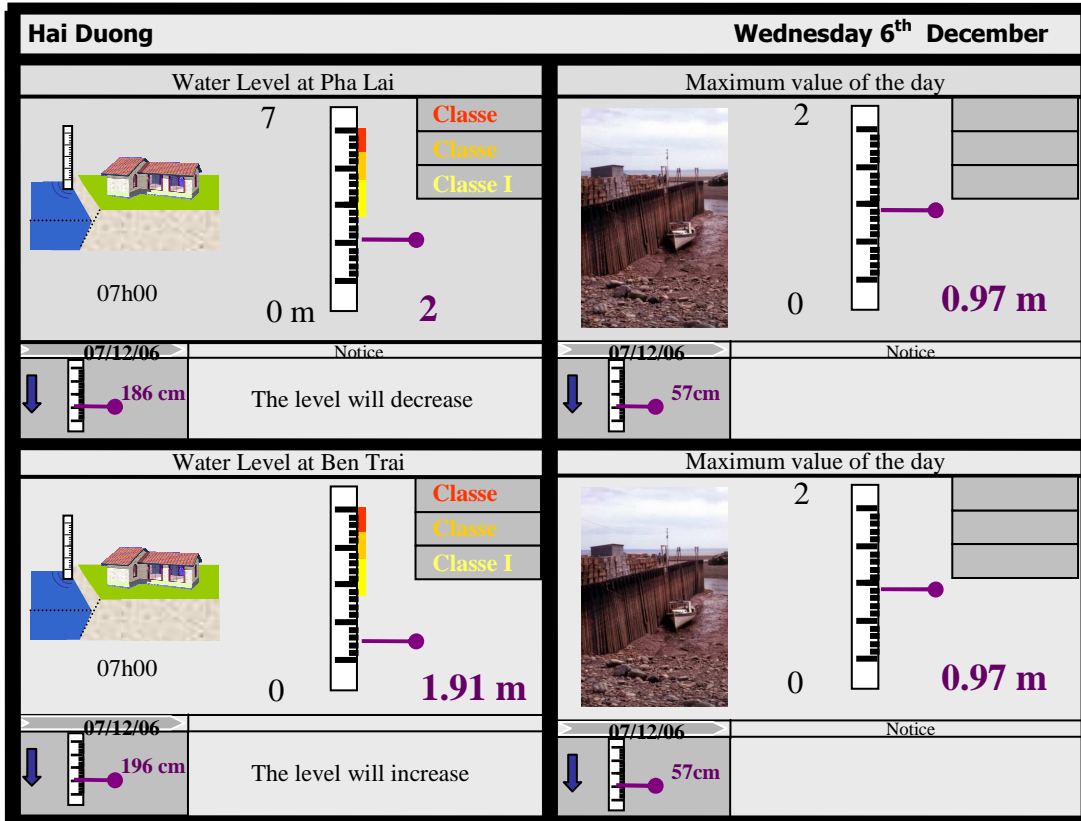 Hai Duong Wednesday 6th December
Water Level at Pha Lai
7
Classe
Classe
Classe I
07h00
0 m
2
Maximum value of the day
2
0
0.97 m
07/12/06
Notice
186 cm
The level will decrease
07/12/06
Notice
57cm
Water Level at Ben Trai
Classe
Classe
Classe I
07h00
0
1.91 m
Maximum value of the day
2
0
0.97 m
07/12/06
196 cm
The level will increase
07/12/06
Notice
57cm